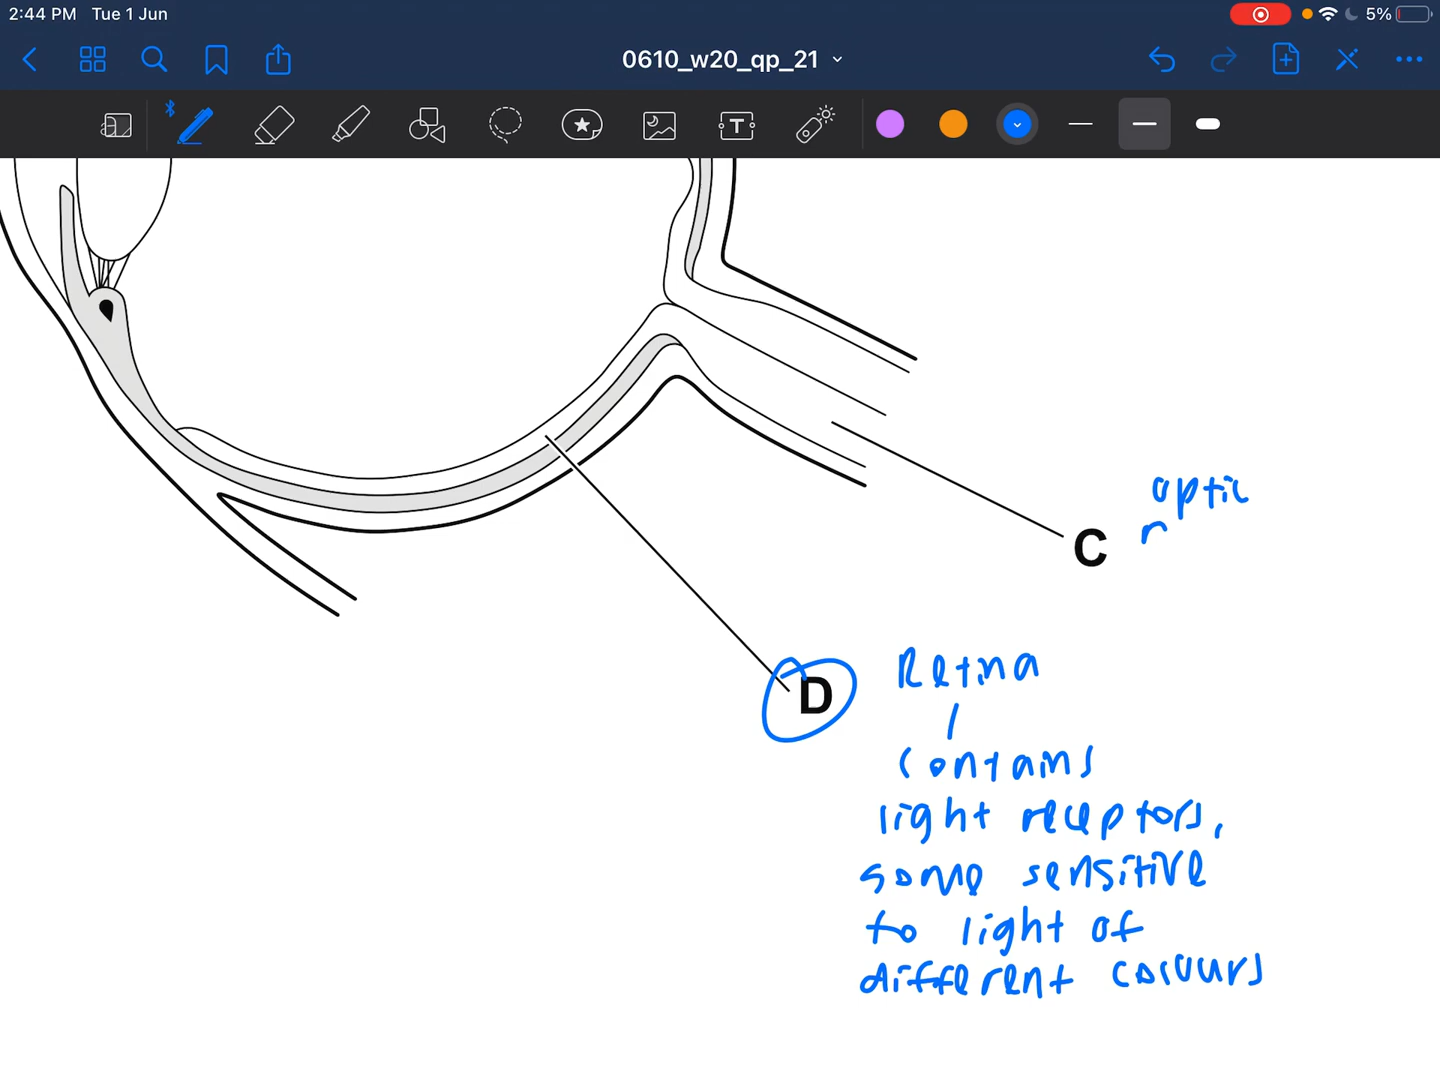 2:44 PM Tue 1 Jun
5%
0610_w20_qp_21
T
optic
n
C
D
Retina
contains
light receptors,
some sensitive
to light of
different colours